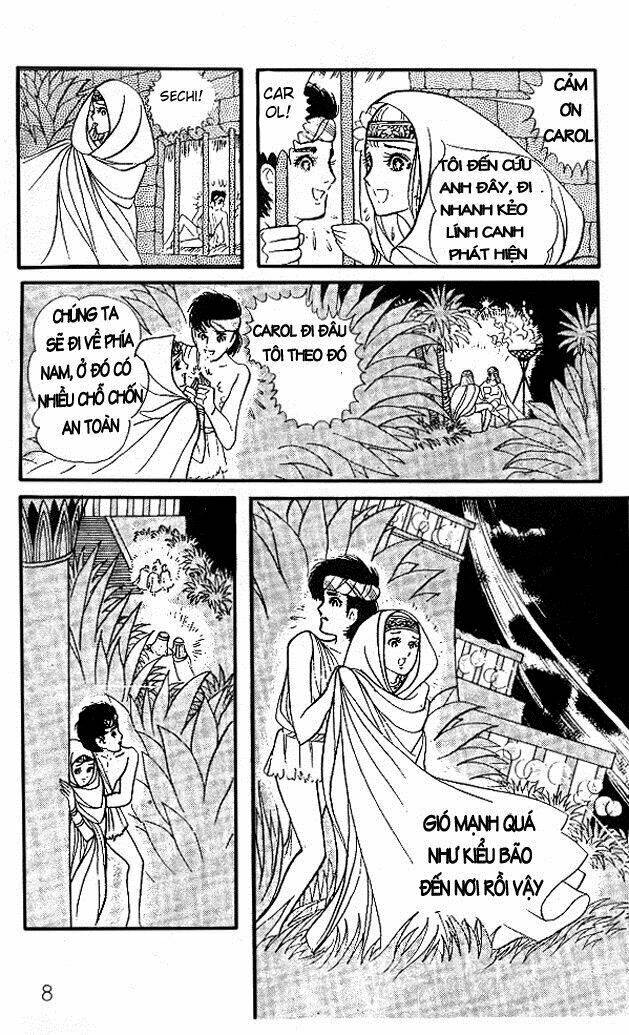 SECHI!
CAR
OL!
CẢM
ƠN
CAROL
TÔI ĐẾN CỨU
ANH ĐÂY, ĐI
NHANH KẺO
LÍNH CANH
PHÁT HIỆN
CHÚNG TA
SẼ ĐI VỀ PHÍA
NAM, Ở ĐÓ CÓ
NHIỀU CHỖ CHỐN
AN TOÀN
CAROL ĐI ĐÂU
TÔI THEO ĐÓ
GIÓ MẠNH QUÁ
NHƯ KIỂU BÃO
ĐẾN NƠI RỒI VẬY
8